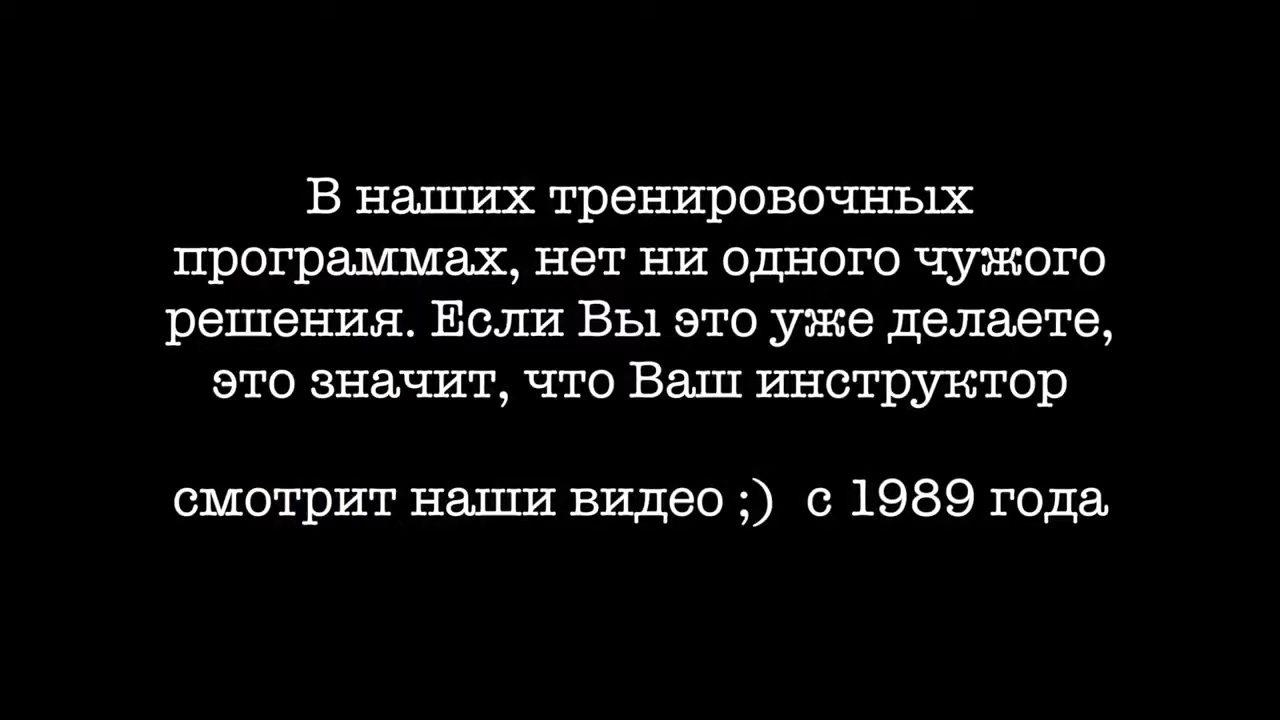 В наших тренировочных
программах, нет ни одного чужого
решения. Если Вы это уже делаете,
это значит, что Ваш инструктор
смотрит наши видео ;) с 1989 года